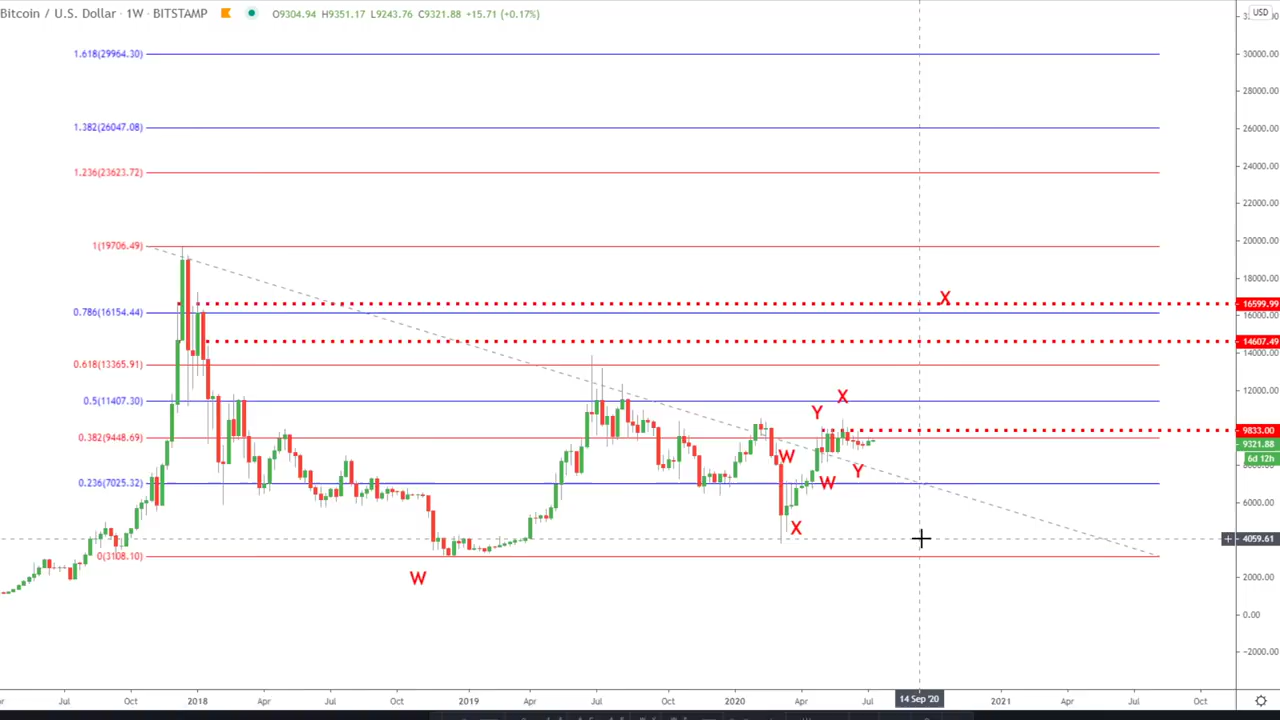 Bitcoin / U.S. Dollar · 1W · BITSTAMP O9304.94 H9351.17 L9243.76 C9321.88 +15.71 (+0.17%) USD
1.618(29964.30) 30000.00
28000.00
1.382(26047.08) 26000.00
24000.00
1.236(23623.72)
22000.00
1(19706.49) 20000.00
18000.00
X 16599.99
0.786(16154.44) 16000.00
14607.49
14000.00
0.618(13365.91)
12000.00
0.5(11407.30) X
Y
9833.00
0.382(9448.69) 9321.88
W 6d 12h
Y
0.236(7025.32) W
6000.00
X
4059.61
0(3108.10)
W 2000.00
0.00
−2000.00
Jul Oct 2018 Apr Jul Oct 2019 Apr Jul Oct 2020 Apr Jul 14 Sep '20 2021 Apr Jul Oct